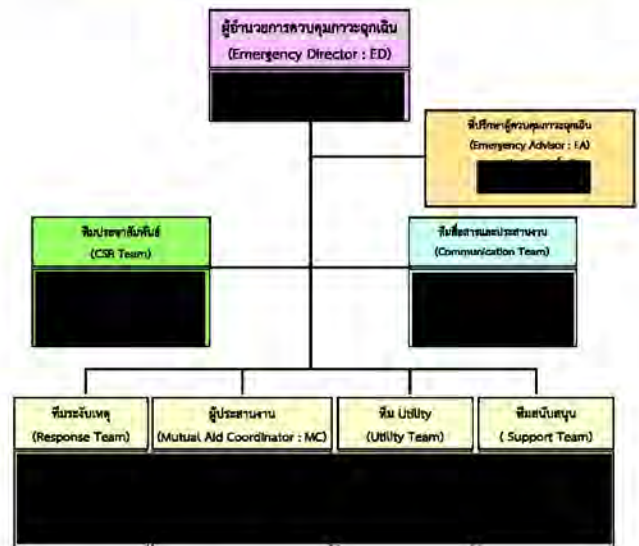 ผู้อำนวยการควบคุมภาวะฉุกเฉิน
(Emergency Director : ED)
ที่ปรึกษาผู้ควบคุมภาวะฉุกเฉิน
(Emergency Advisor : EA)
ทีมประชาสัมพันธ์
(CSR Team)
ทีมสื่อสารและประสานงาน
(Communication Team)
ทีมระงับเหตุ
(Response Team)
ผู้ประสานงาน
(Mutual Aid Coordinator : MC)
ทีม Utility
(Utility Team)
ทีมสนับสนุน
( Support Team)